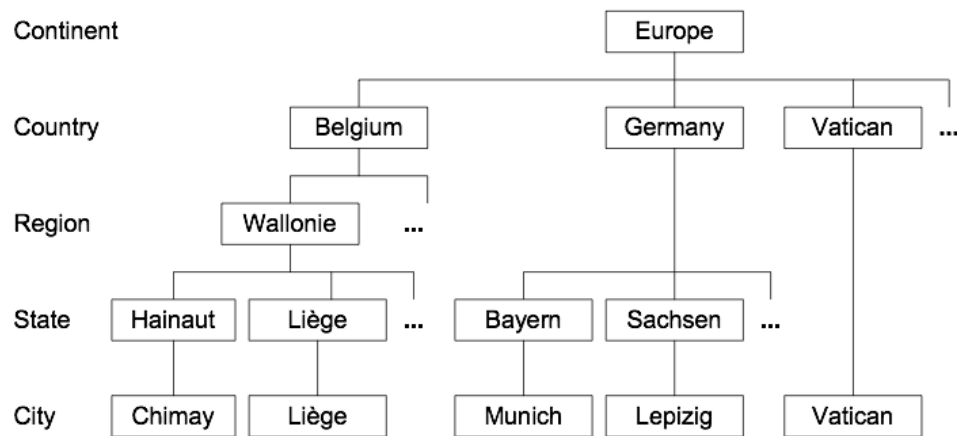 Continent Europe
Country Belgium Germany Vatican ...
Region Wallonie ...
State Hainaut Liège ... Bayern Sachsen ...
City Chimay Liège Munich Lepizig Vatican